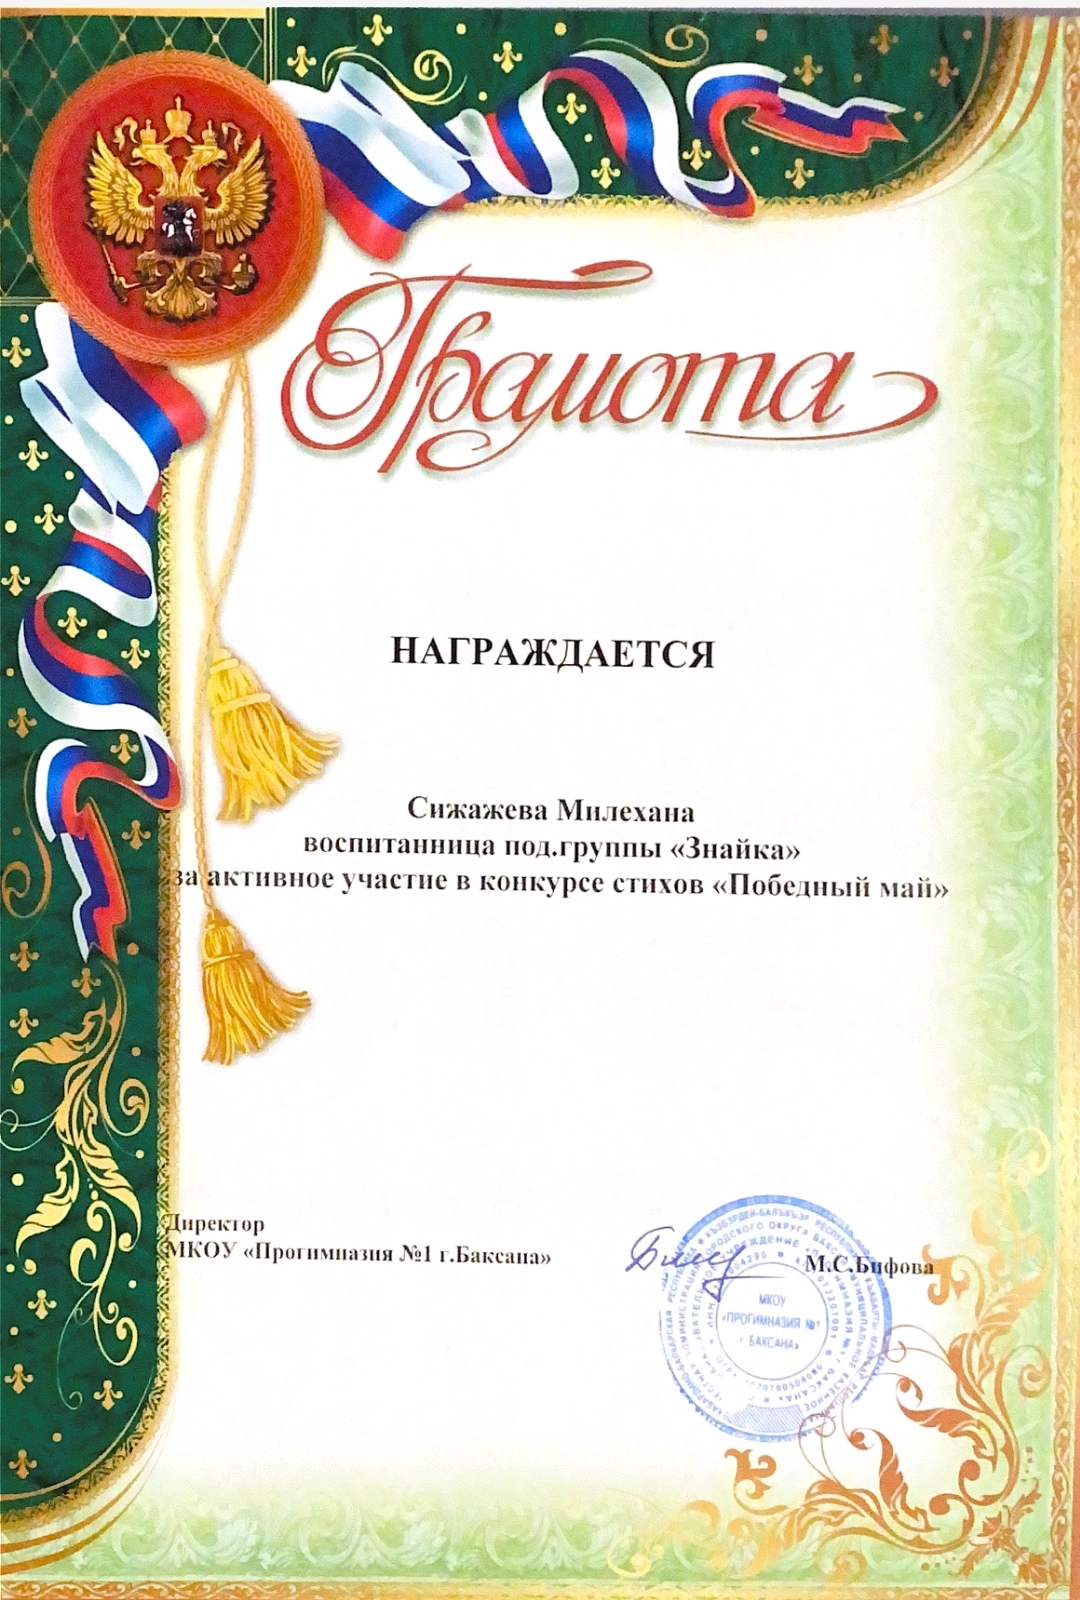 Грамота
НАГРАЖДАЕТСЯ
Сижажева Милехана
воспитанница под.группы «Знайка»
за активное участие в конкурсе стихов «Победный май»
Директор
МКОУ «Прогимназия №1 г.Баксана»
М.С.Бифова
МКОУ
«ПРОГИМНАЗИЯ №1
г. БАКСАНА»